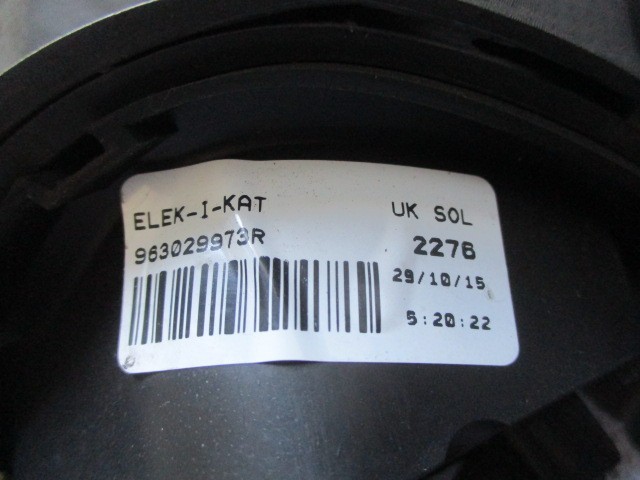 ELEK-I-KAT
963029973R
UK SOL
2276
29/10/15
5:20:22